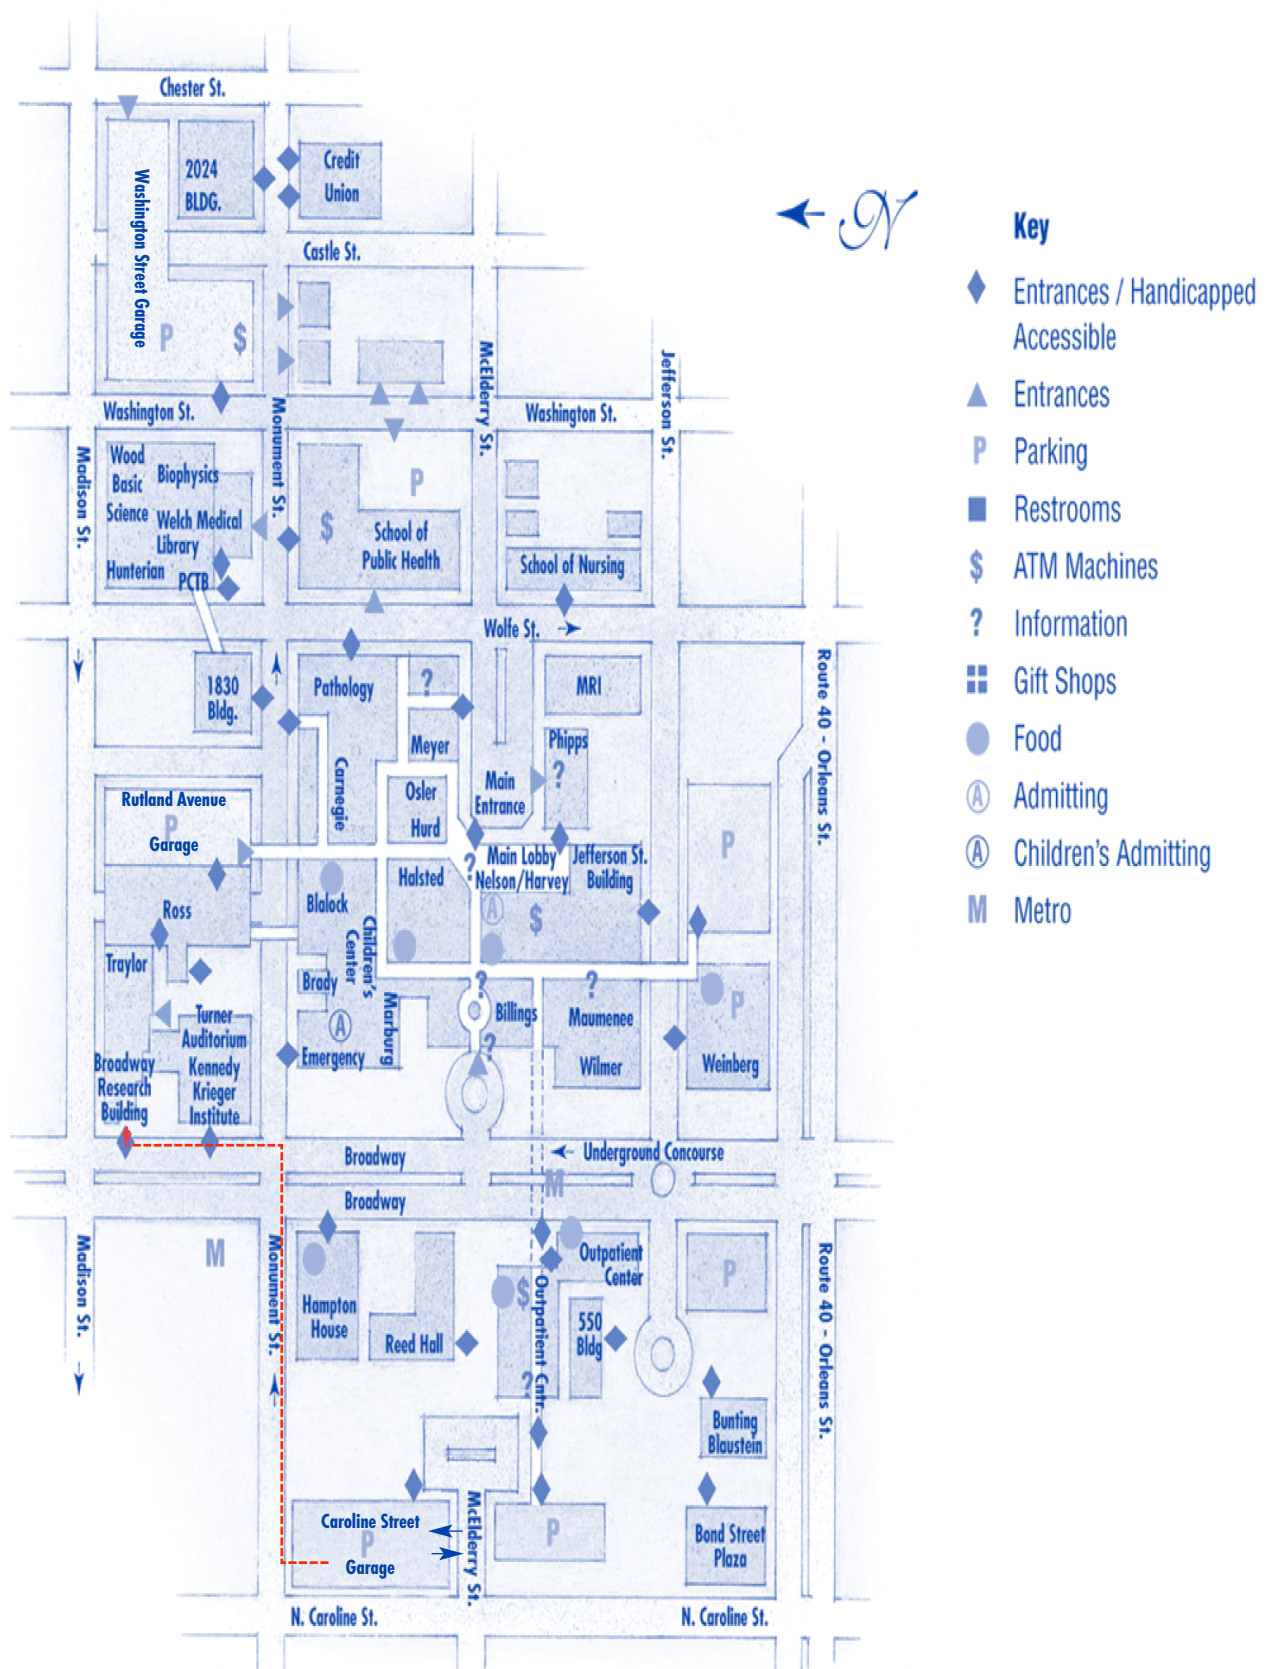 Chester St.
2024
BLDG.
Credit
Union
Washington Street Garage
Castle St.
P
$
N
Key
Entrances / Handicapped
Accessible
Entrances
P Parking
Restrooms
$ ATM Machines
? Information
Gift Shops
Food
A Admitting
A Children's Admitting
M Metro
Washington St.
Monument St.
McElderry St.
Washington St.
Jefferson St.
Madison St.
Wood
Basic
Science
Biophysics
Welch Medical
Library
Hunterian
PCTB
P
$
School of
Public Health
School of Nursing
Wolfe St.
1830
Bldg.
Pathology
?
Meyer
MRI
Phipps
?
Route 40 - Orleans St.
Carnegie
Osler
Hurd
Main
Entrance
Rutland Avenue
P
Garage
P
Halsted
?
Main Lobby
Nelson/Harvey
Jefferson St.
Building
Blalock
A
$
Ross
Children's
Center
Traylor
Brady
Marburg
?
Billings
?
Maumenee
P
A
Turner
Auditorium
Emergency
?
Wilmer
Weinberg
Broadway
Research
Building
Kennedy
Krieger
Institute
Broadway
Underground Concourse
M
Broadway
Madison St.
M
Monument St.
Hampton
House
Reed Hall
$
Outpatient Cntr.
?
Outpatient
Center
550
Bldg
P
Route 40 - Orleans St.
Bunting
Blaustein
Caroline Street
P
Garage
McElderry St.
P
Bond Street
Plaza
N. Caroline St.
N. Caroline St.